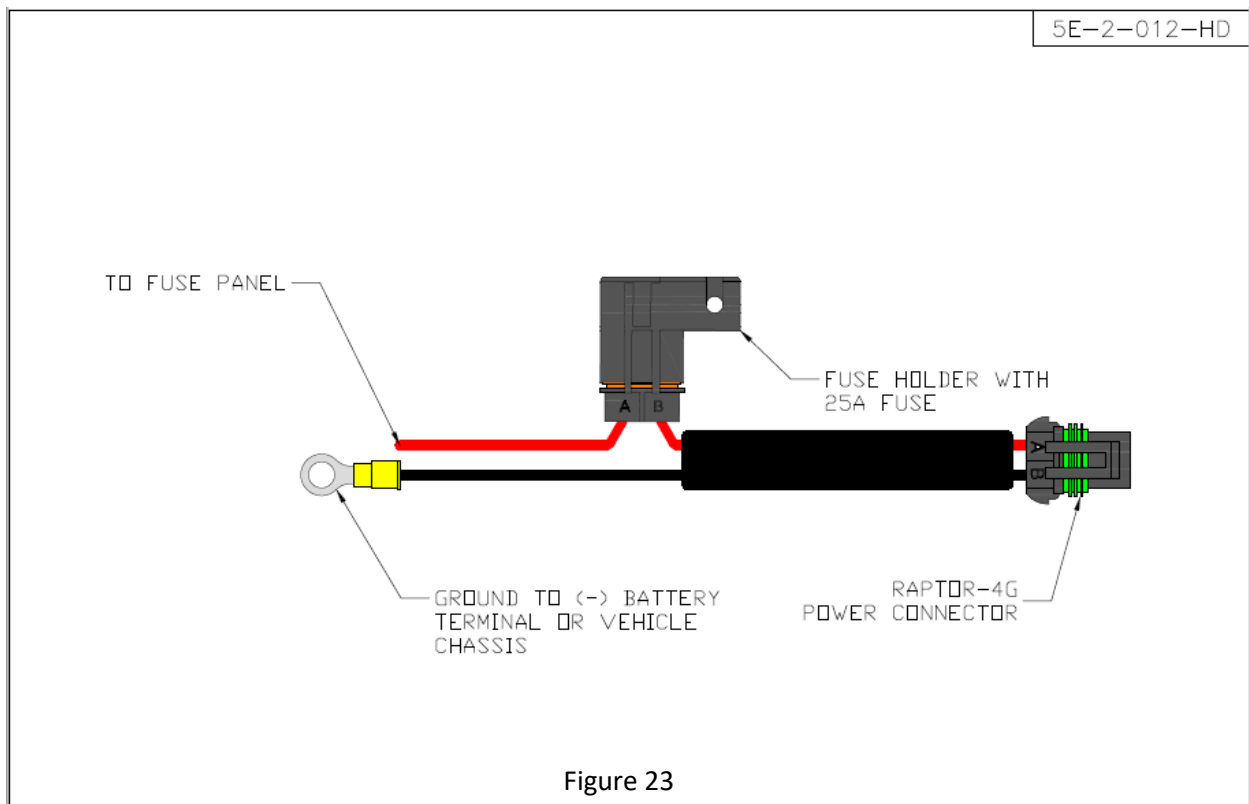 5E-2-012-HD
TO FUSE PANEL
A B
FUSE HOLDER WITH
25A FUSE
A
B
GROUND TO (-) BATTERY
TERMINAL OR VEHICLE
CHASSIS
RAPTOR-4G
POWER CONNECTOR
Figure 23